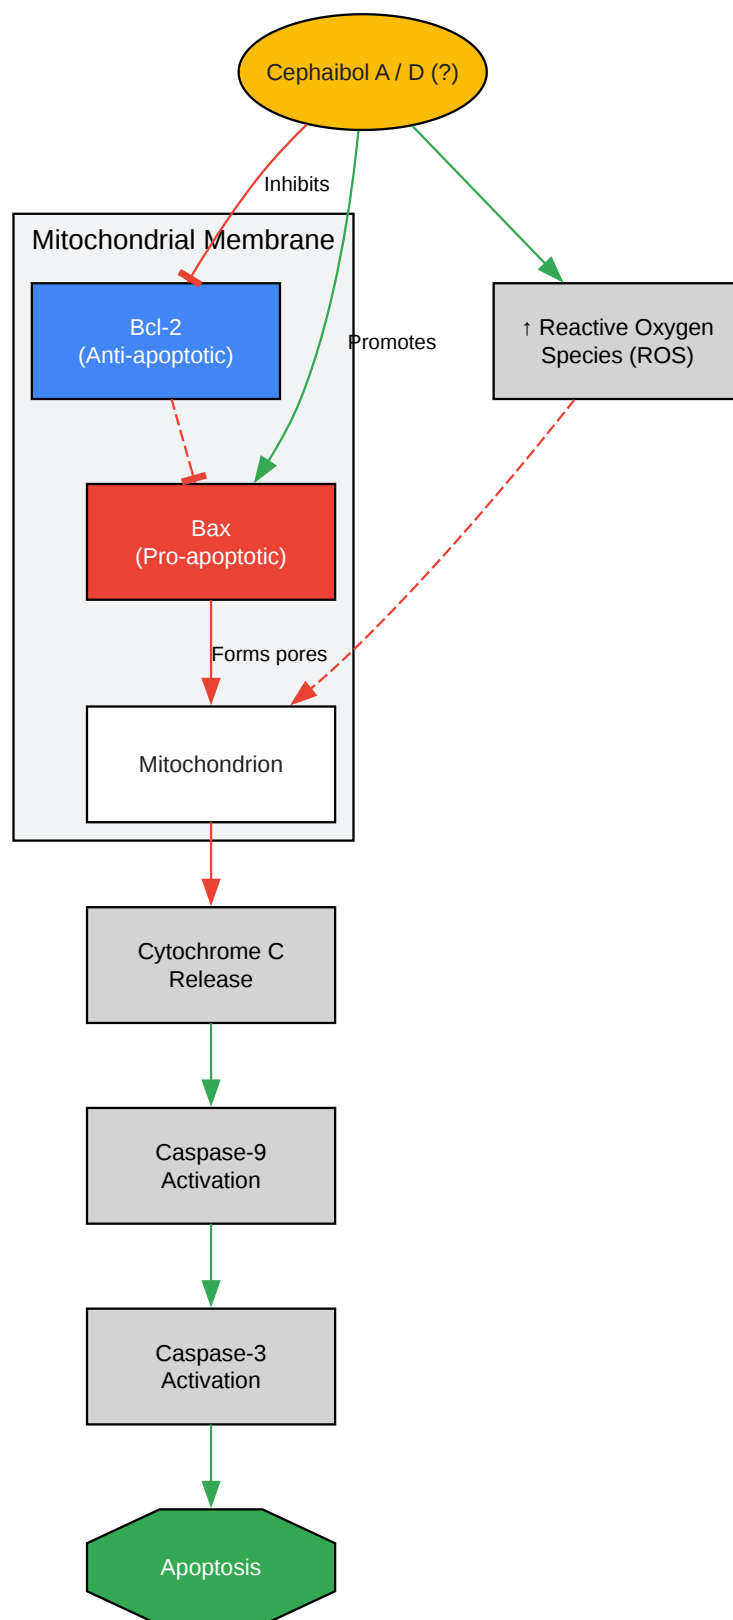 Cephaibol A / D (?)
Inhibits
Mitochondrial Membrane
Bcl-2
(Anti-apoptotic)
Promotes
↑ Reactive Oxygen
Species (ROS)
Bax
(Pro-apoptotic)
Forms pores
Mitochondrion
Cytochrome C
Release
Caspase-9
Activation
Caspase-3
Activation
Apoptosis